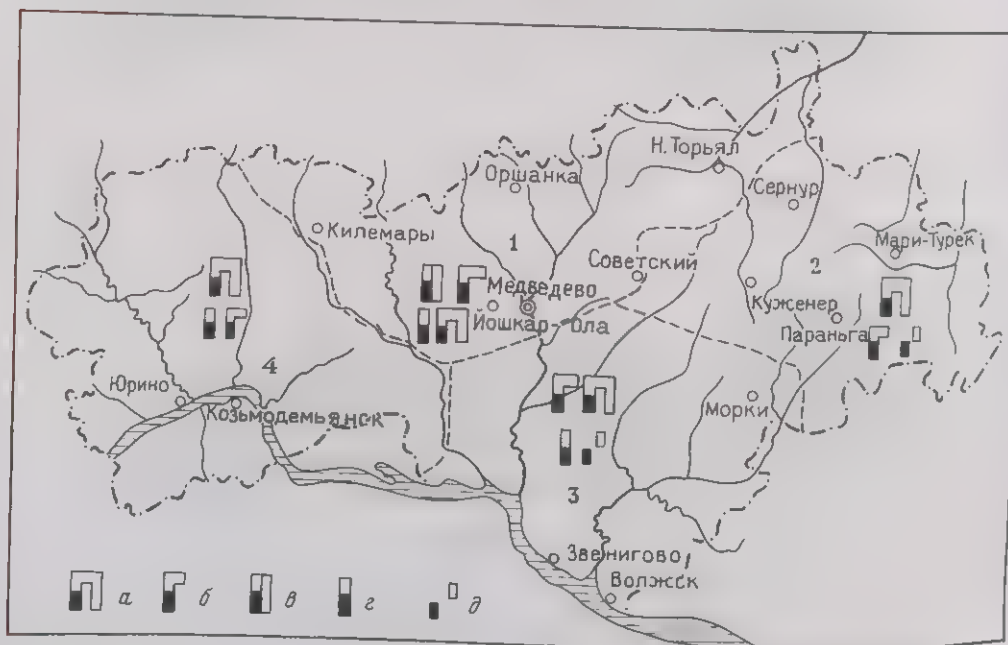 Н. Торьял
Оршанка
Сернур
Килемары
1
Мари-Турек
Советский
2
Медведево
Куженер
Йошкар-Ола
Параньга
4
Юрино
Козьмодемьянск
Морки
3
Звенигово
Волжск
а б в г д